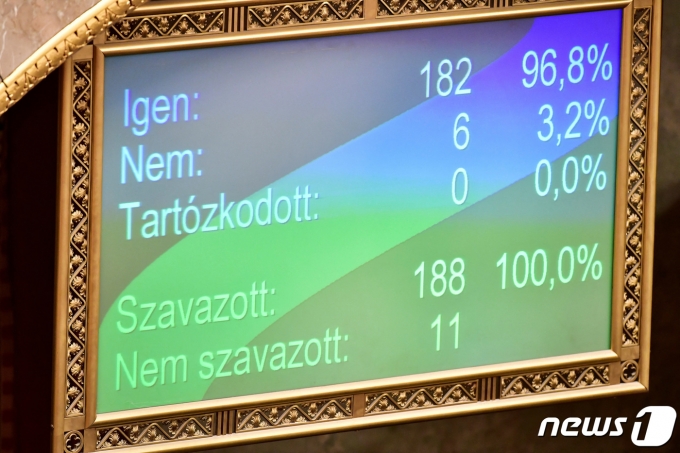 Igen: 182 96,8%
Nem: 6 3,2%
Tartózkodott: 0 0,0%
Szavazott: 188 100,0%
Nem szavazott: 11
news1